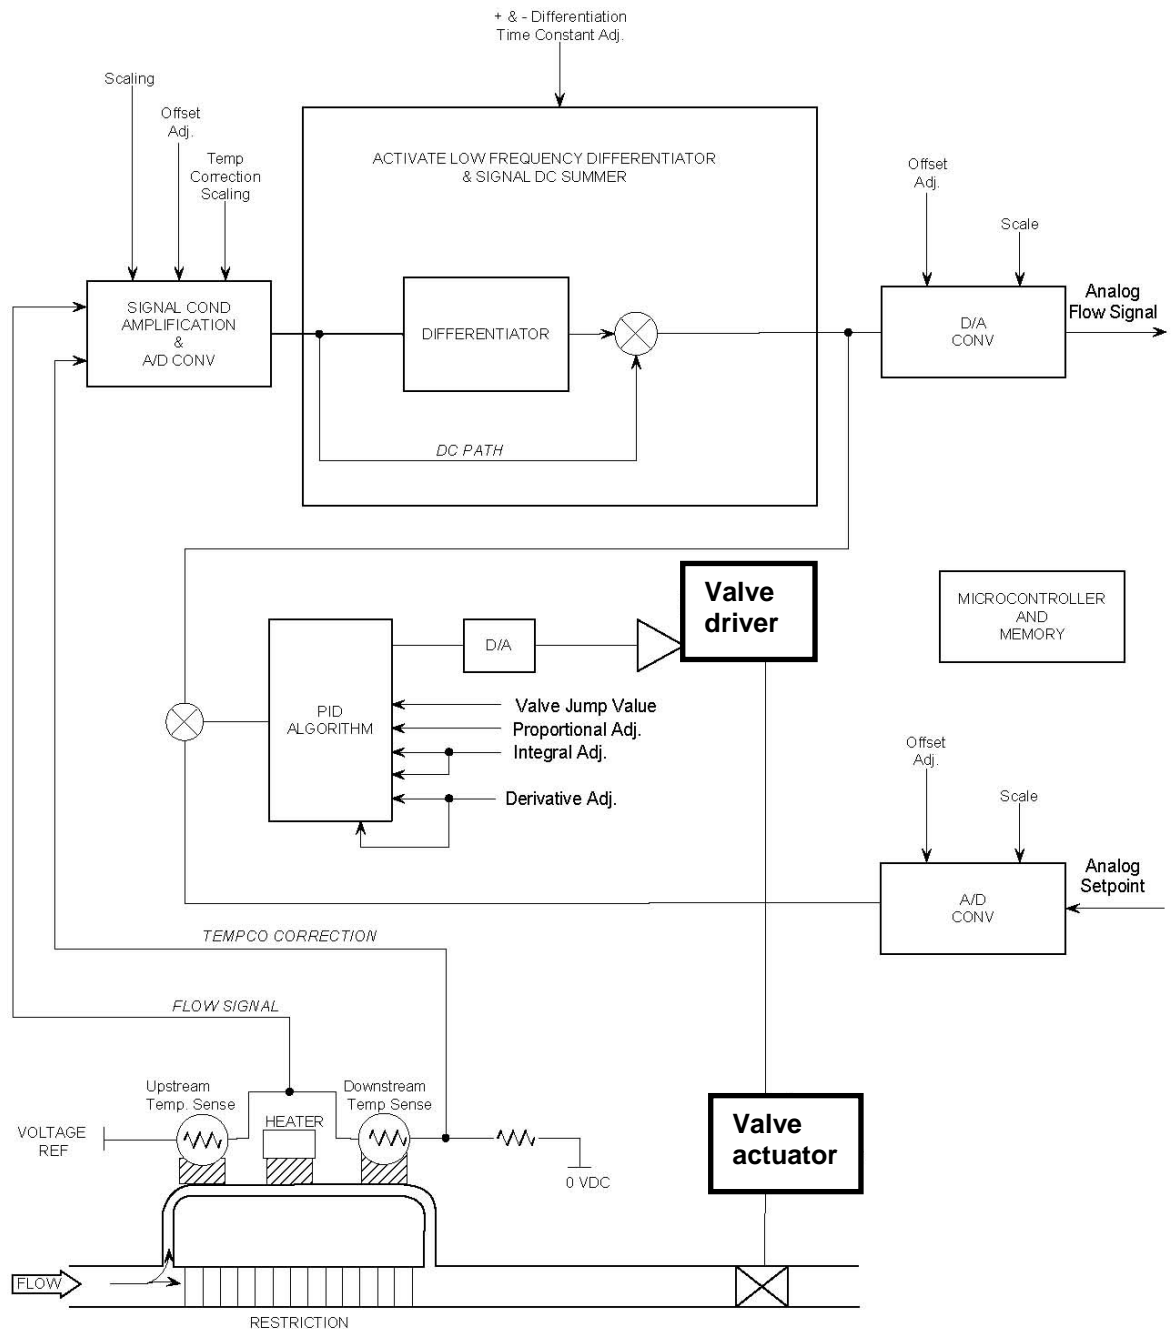 + & - Differentiation
Time Constant Adj.
Scaling
Offset
Adj.
Temp
Correction
Scaling
ACTIVATE LOW FREQUENCY DIFFERENTIATOR
& SIGNAL DC SUMMER
Offset
Adj.
Scale
SIGNAL COND
AMPLIFICATION
&
A/D CONV
DIFFERENTIATOR
D/A
CONV
Analog
Flow Signal
DC PATH
Valve
driver
MICROCONTROLLER
AND
MEMORY
D/A
PID
ALGORITHM
Valve Jump Value
Proportional Adj.
Integral Adj.
Derivative Adj.
Offset
Adj.
Scale
A/D
CONV
Analog
Setpoint
TEMPCO CORRECTION
FLOW SIGNAL
Upstream
Temp. Sense
HEATER
Downstream
Temp Sense
VOLTAGE
REF
0 VDC
Valve
actuator
FLOW
RESTRICTION